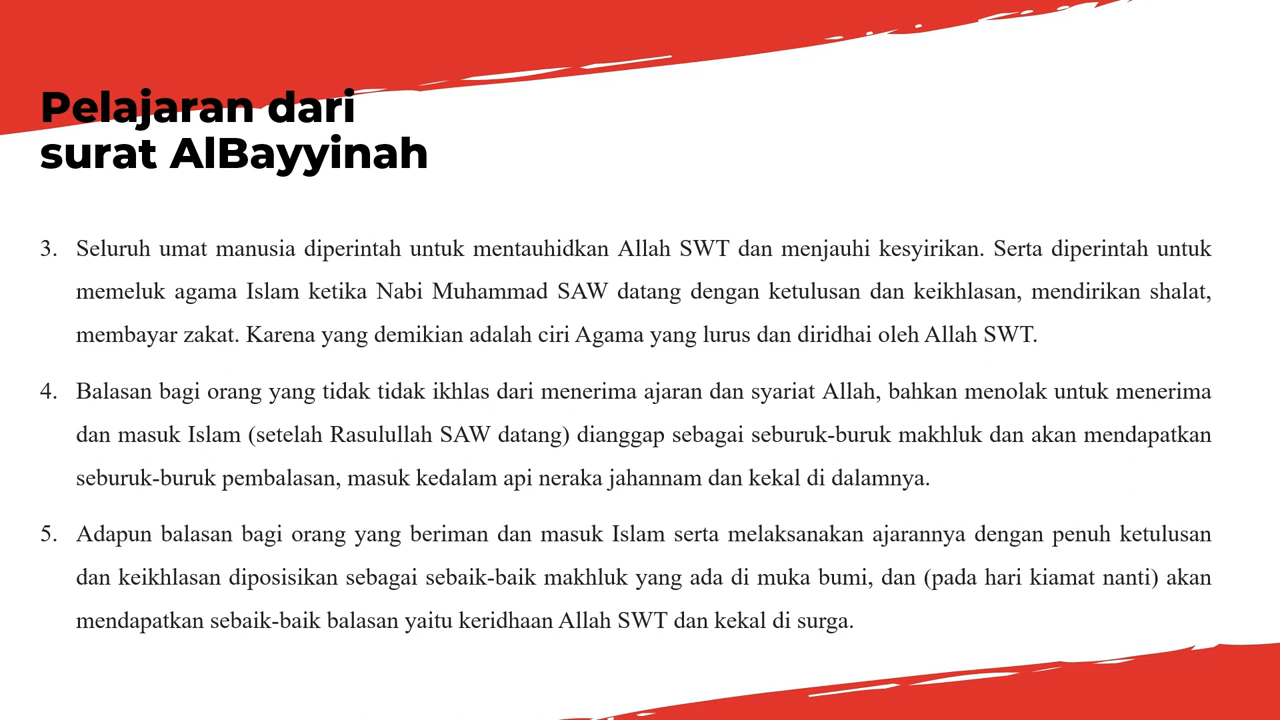 Pelajaran dari
surat AlBayyinah
3. Seluruh umat manusia diperintah untuk mentauhidkan Allah SWT dan menjauhi kesyirikan. Serta diperintah untuk
memeluk agama Islam ketika Nabi Muhammad SAW datang dengan ketulusan dan keikhlasan, mendirikan shalat,
membayar zakat. Karena yang demikian adalah ciri Agama yang lurus dan diridhai oleh Allah SWT.
4. Balasan bagi orang yang tidak tidak ikhlas dari menerima ajaran dan syariat Allah, bahkan menolak untuk menerima
dan masuk Islam (setelah Rasulullah SAW datang) dianggap sebagai seburuk-buruk makhluk dan akan mendapatkan
seburuk-buruk pembalasan, masuk kedalam api neraka jahannam dan kekal di dalamnya.
5. Adapun balasan bagi orang yang beriman dan masuk Islam serta melaksanakan ajarannya dengan penuh ketulusan
dan keikhlasan diposisikan sebagai sebaik-baik makhluk yang ada di muka bumi, dan (pada hari kiamat nanti) akan
mendapatkan sebaik-baik balasan yaitu keridhaan Allah SWT dan kekal di surga.